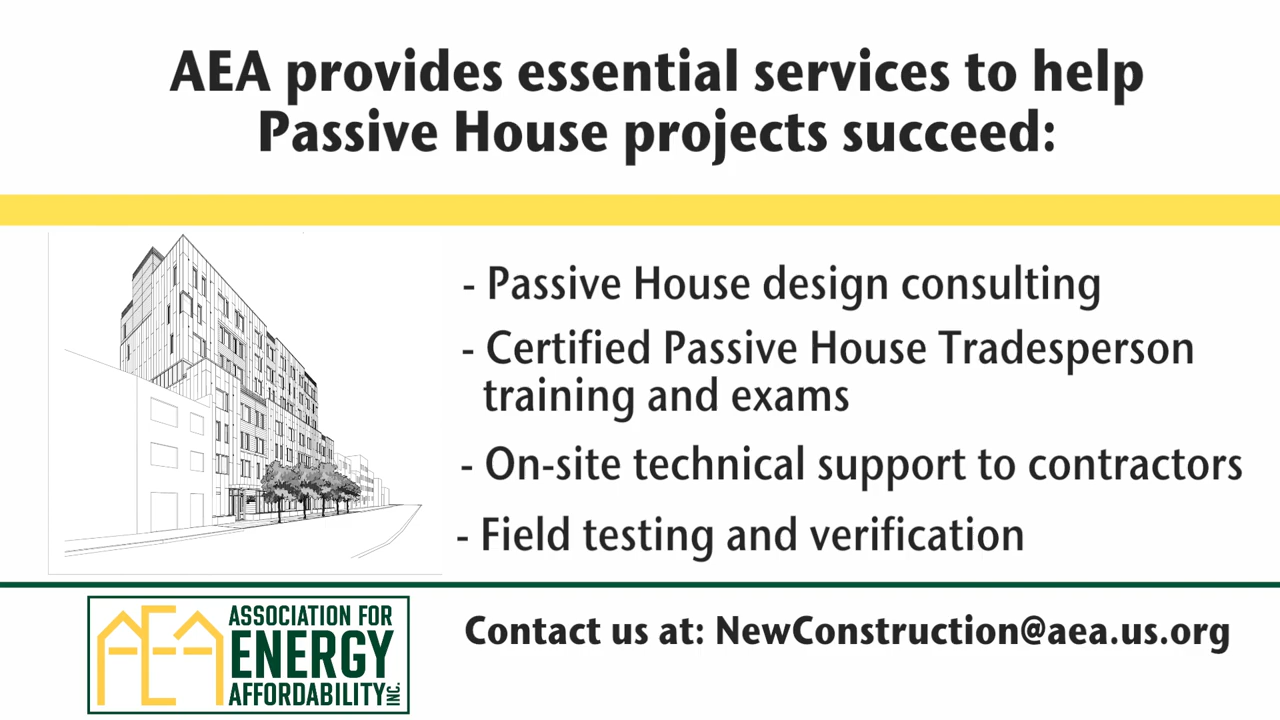 AEA provides essential services to help
Passive House projects succeed:
- Passive House design consulting
- Certified Passive House Tradesperson
training and exams
- On-site technical support to contractors
- Field testing and verification
AEA
ASSOCIATION FOR
ENERGY
AFFORDABILITY INC.
Contact us at: NewConstruction@aea.us.org